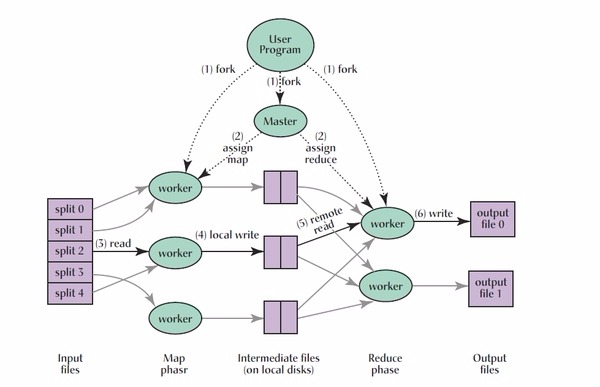 User
Program
(1) fork
(1) fork
(1) fork
Master
(2)
assign
map
(2)
assign
reduce
worker
split 0
split 1
split 2
split 3
split 4
(3) read
worker
(4) local write
(5) remote
read
worker
(6) write
output
file 0
worker
output
file 1
worker
Input
files
Map
phasr
Intermediate files
(on local disks)
Reduce
phase
Output
files